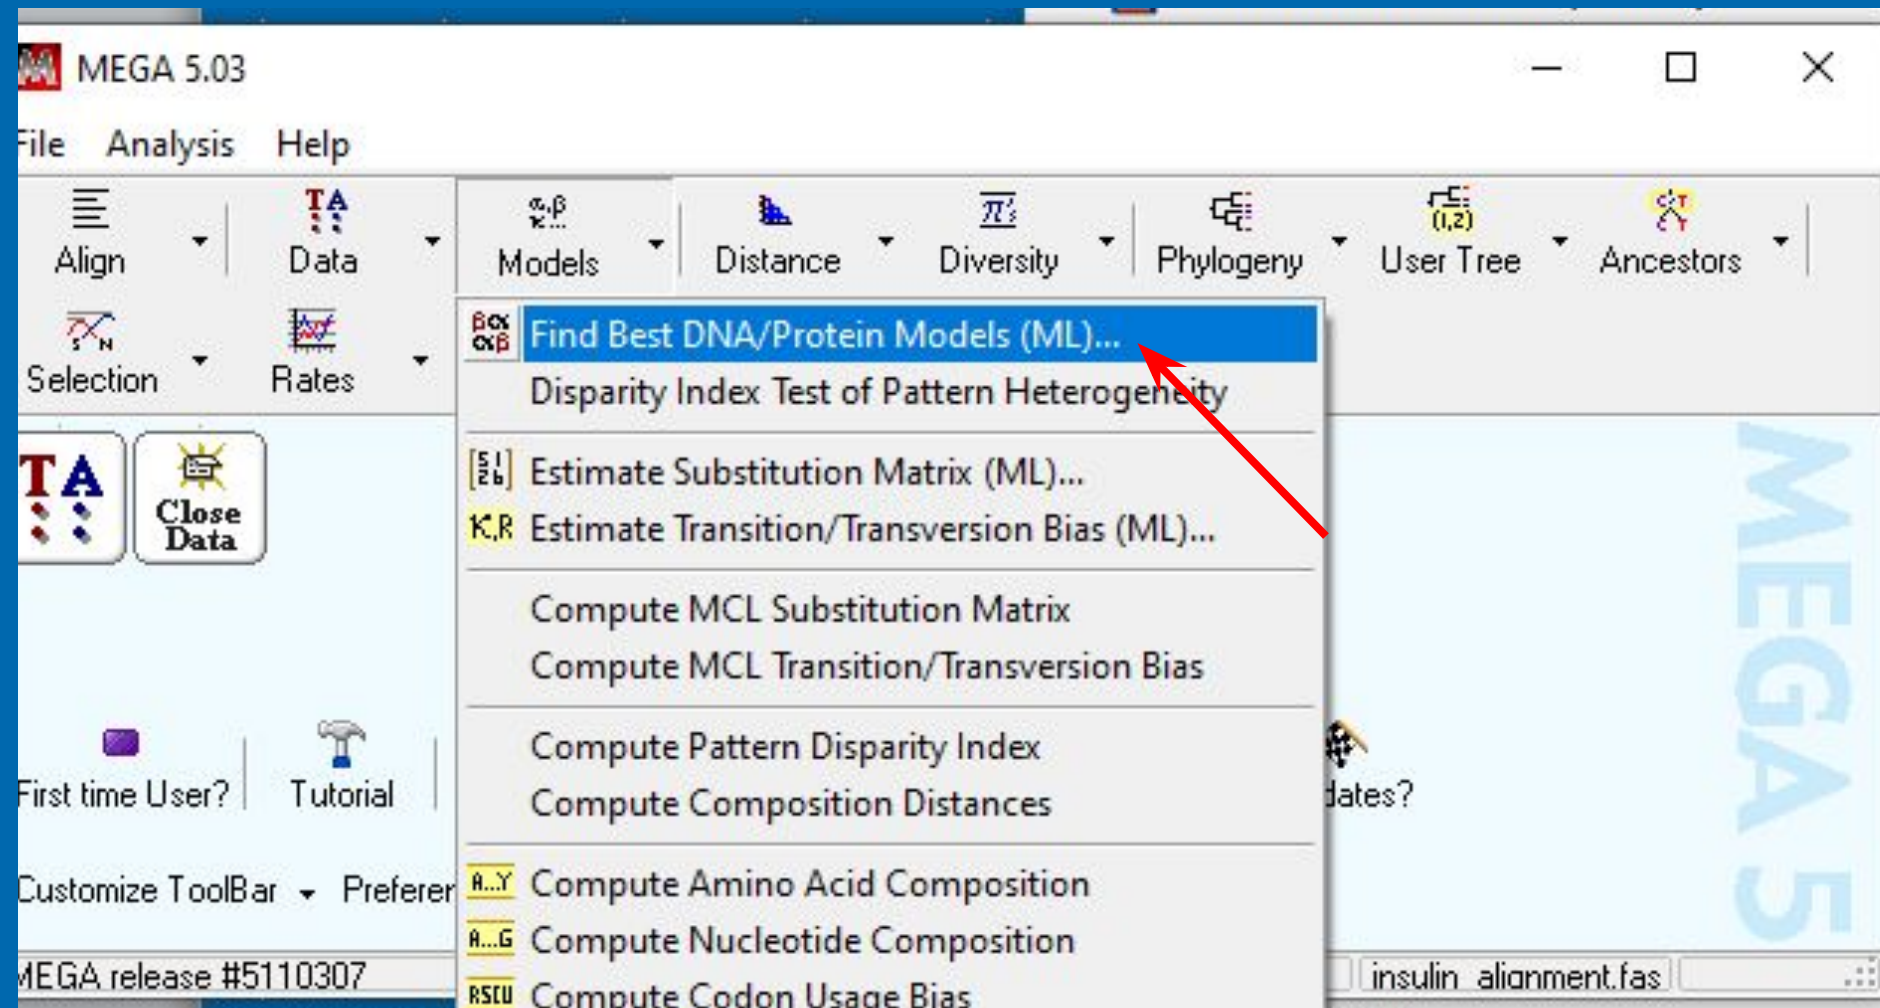 MEGA 5.03
File Analysis Help
Align Data Models Distance Diversity Phylogeny User Tree Ancestors
Selection Rates
Find Best DNA/Protein Models (ML)...
Disparity Index Test of Pattern Heterogeneity
Estimate Substitution Matrix (ML)...
Estimate Transition/Transversion Bias (ML)...
Compute MCL Substitution Matrix
Compute MCL Transition/Transversion Bias
Compute Pattern Disparity Index
Compute Composition Distances
Compute Amino Acid Composition
Compute Nucleotide Composition
Compute Codon Usage Bias
TA
Close
Data
First time User? Tutorial dates?
Customize ToolBar Preferen
MEGA release #5110307 insulin_alignment.fas
MEGA 5